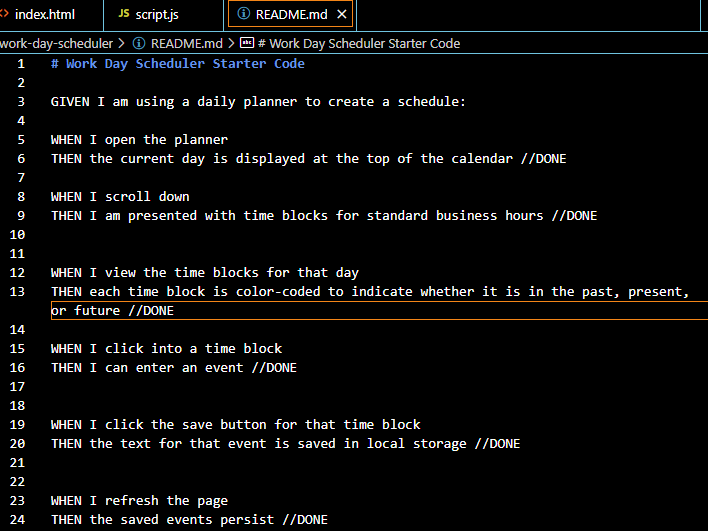 index.html
JS script.js
README.md
work-day-scheduler > README.md > # Work Day Scheduler Starter Code
1 # Work Day Scheduler Starter Code
2
3 GIVEN I am using a daily planner to create a schedule:
4
5 WHEN I open the planner
6 THEN the current day is displayed at the top of the calendar //DONE
7
8 WHEN I scroll down
9 THEN I am presented with time blocks for standard business hours //DONE
10
11
12 WHEN I view the time blocks for that day
13 THEN each time block is color-coded to indicate whether it is in the past, present,
or future //DONE
14
15 WHEN I click into a time block
16 THEN I can enter an event //DONE
17
18
19 WHEN I click the save button for that time block
20 THEN the text for that event is saved in local storage //DONE
21
22
23 WHEN I refresh the page
24 THEN the saved events persist //DONE